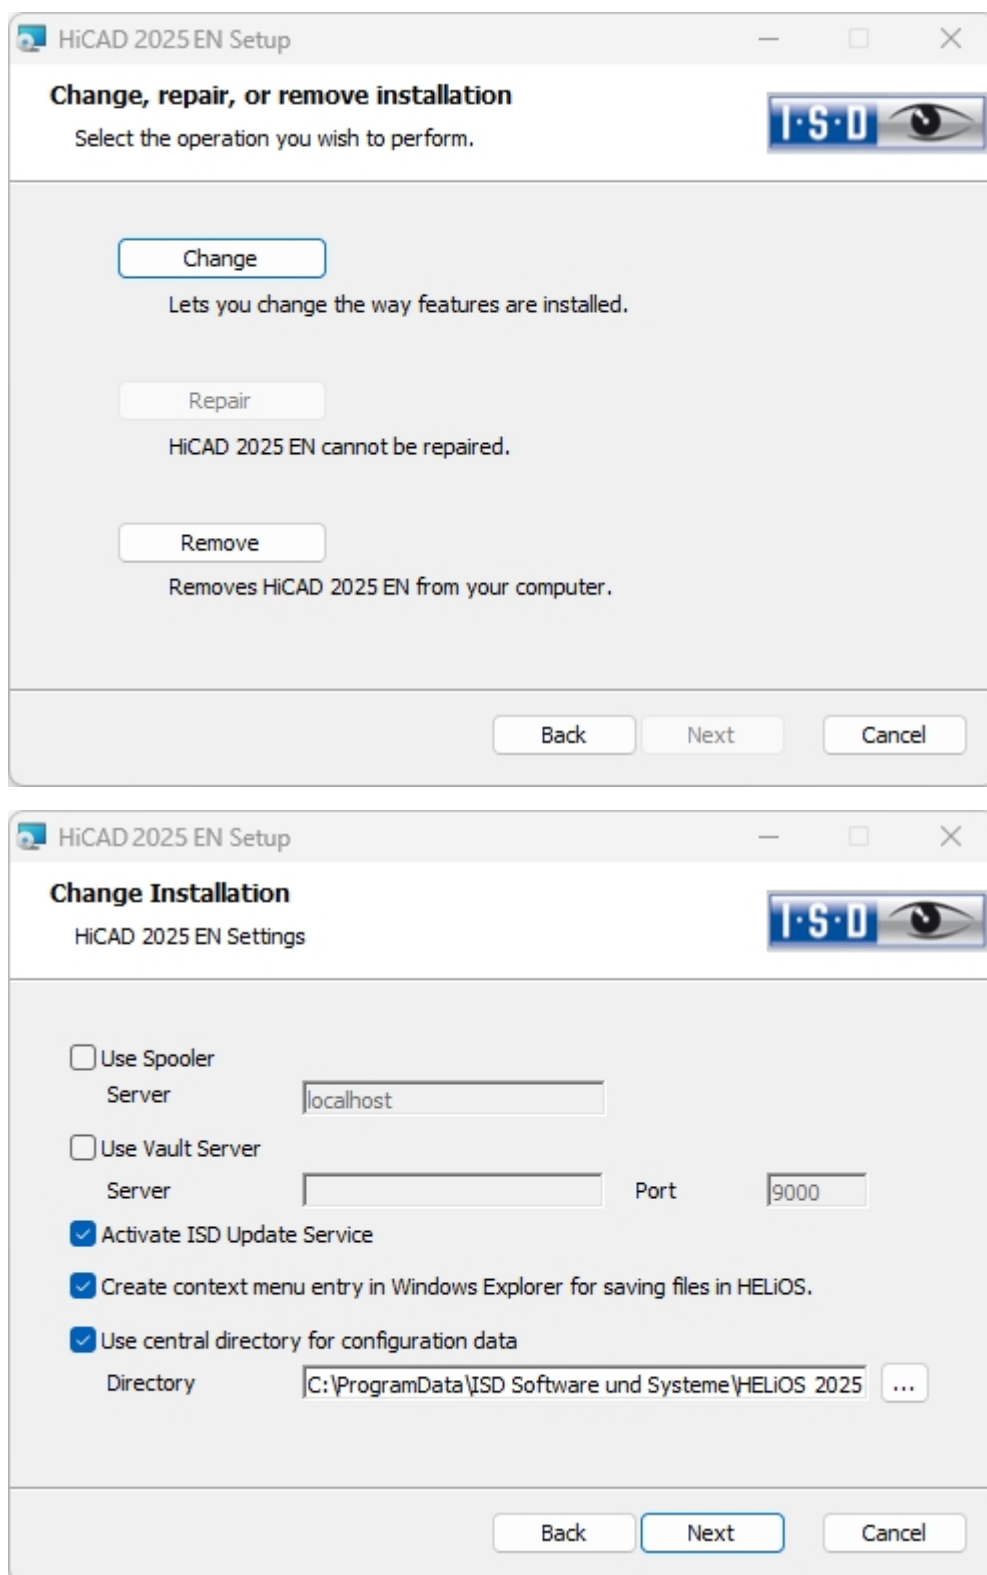 HiCAD 2025 EN Setup
Change, repair, or remove installation
Select the operation you wish to perform.
I·S·D
Change
Lets you change the way features are installed.
Repair
HiCAD 2025 EN cannot be repaired.
Remove
Removes HiCAD 2025 EN from your computer.
Back Next Cancel
HiCAD 2025 EN Setup
Change Installation
HiCAD 2025 EN Settings
I·S·D
Use Spooler
Server localhost
Use Vault Server
Server Port 9000
Activate ISD Update Service
Create context menu entry in Windows Explorer for saving files in HELiOS.
Use central directory for configuration data
Directory C:\ProgramData\ISD Software und Systeme\HELiOS 2025 ...
Back Next Cancel